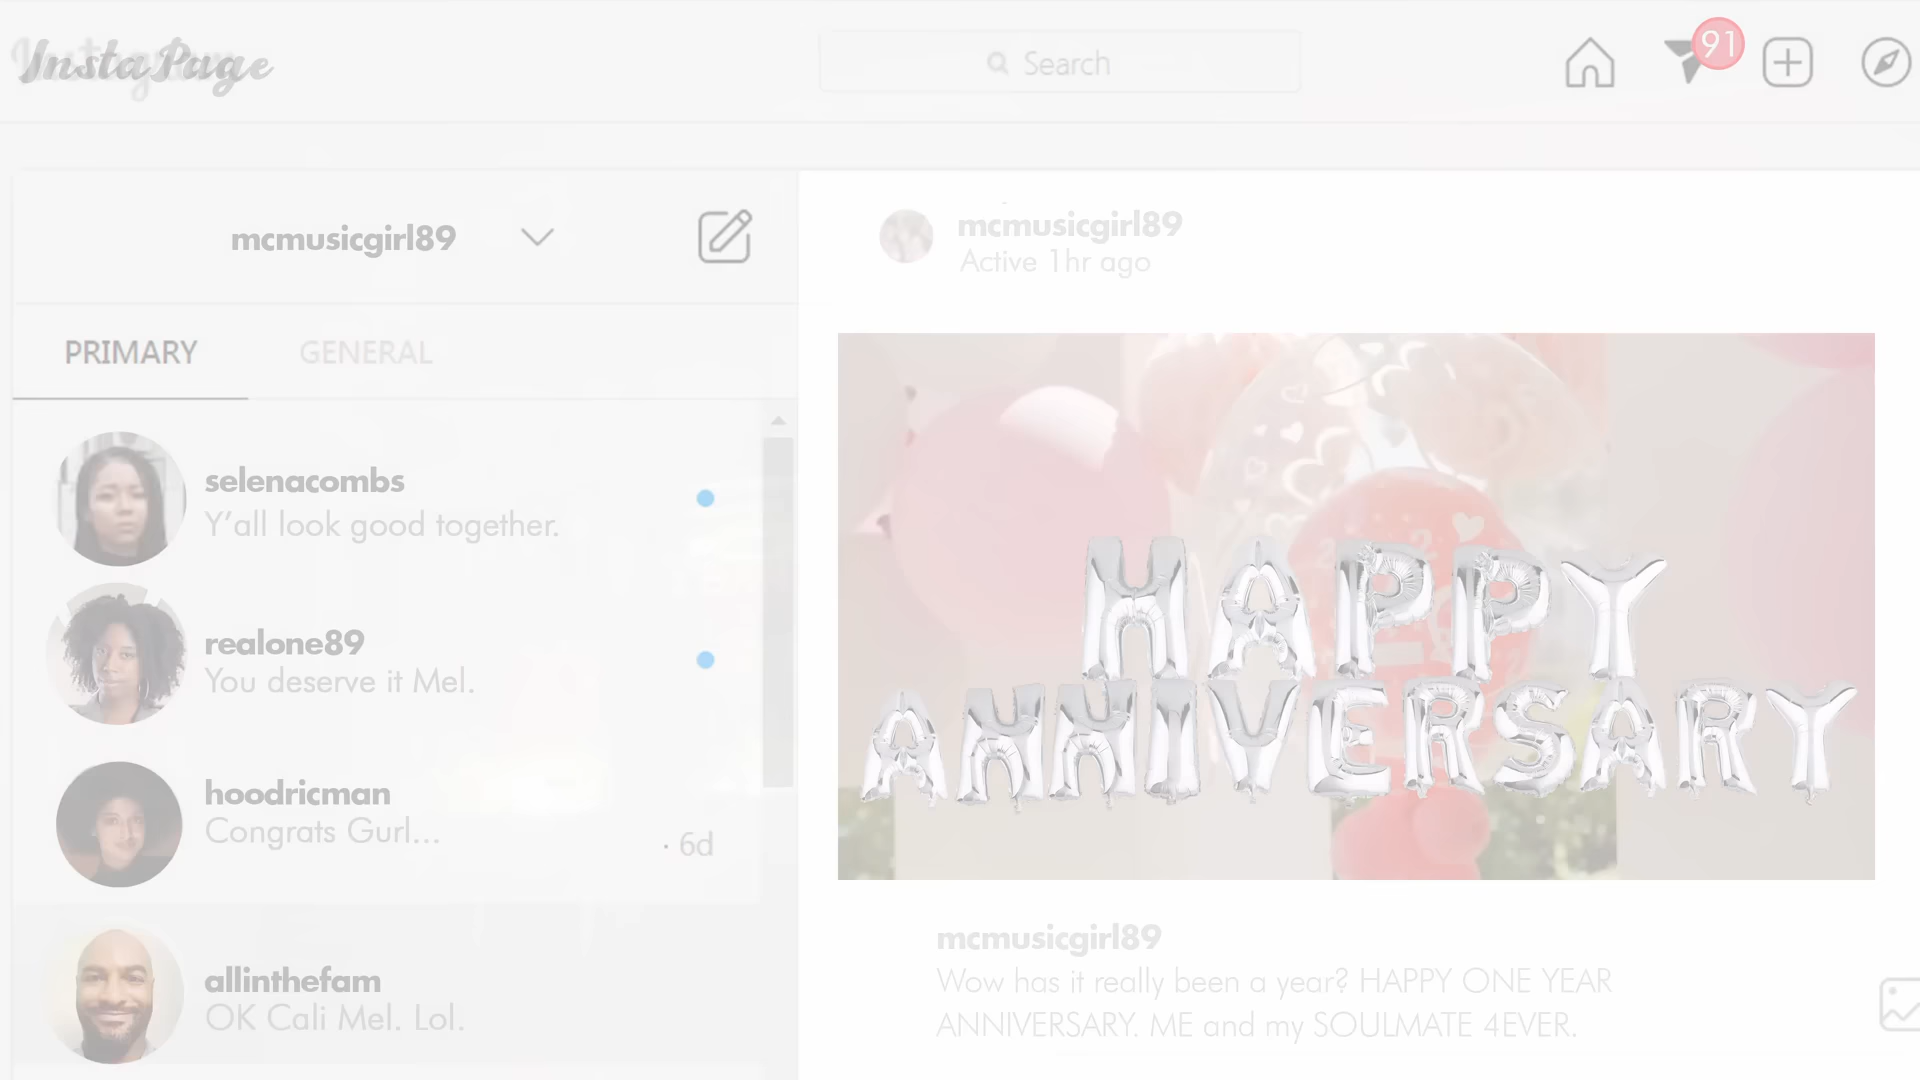 InstaPage
Search
91
mcmusicgirl89
PRIMARY
GENERAL
selenacombs
Y’all look good together.
realone89
You deserve it Mel.
hoodricman
Congrats Gurl...
· 6d
allinthefam
OK Cali Mel. Lol.
mcmusicgirl89
Active 1hr ago
HAPPY
ANNIVERSARY
mcmusicgirl89
Wow has it really been a year? HAPPY ONE YEAR
ANNIVERSARY. ME and my SOULMATE 4EVER.